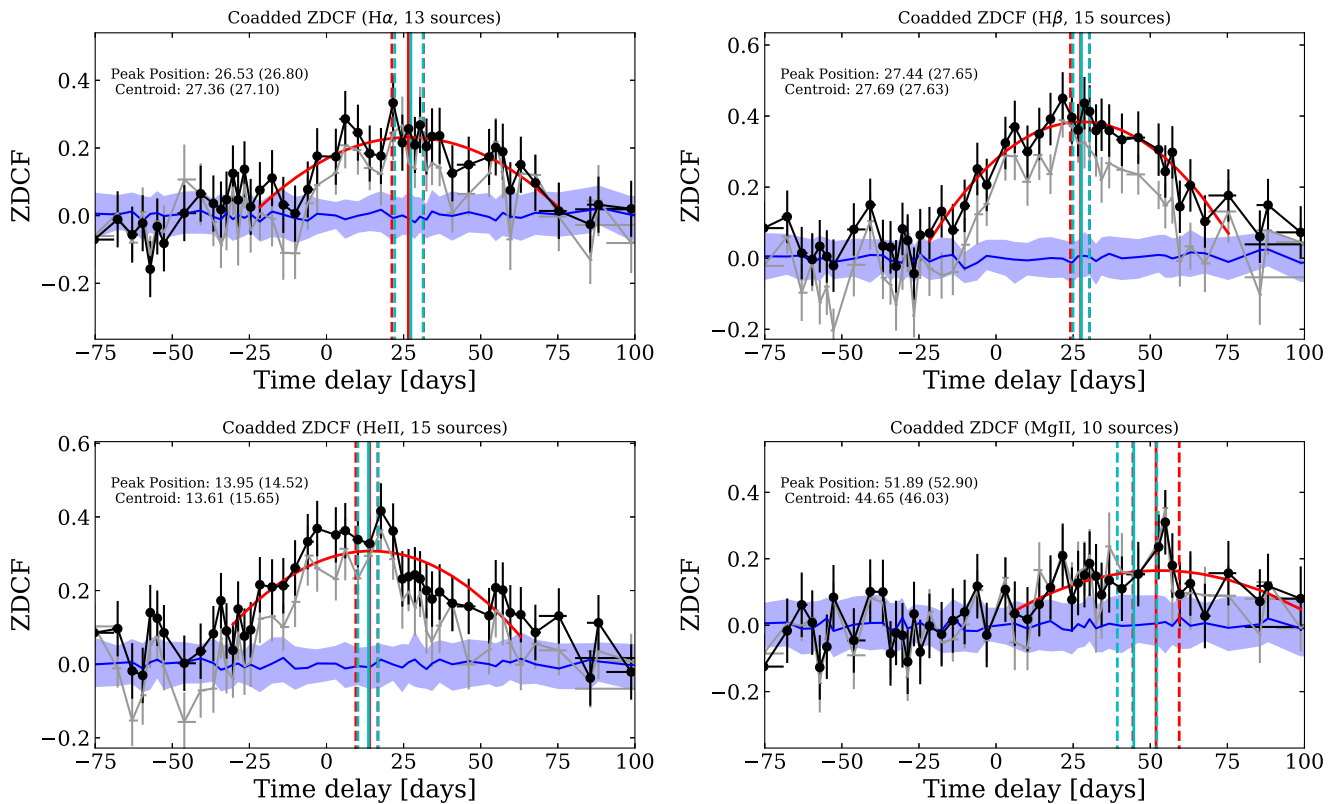 Coadded ZDCF (Hα, 13 sources)
Peak Position: 26.53 (26.80)
Centroid: 27.36 (27.10)
ZDCF
0.4
0.2
0.0
−0.2
−75 −50 −25 0 25 50 75 100
Time delay [days]
Coadded ZDCF (Hβ, 15 sources)
Peak Position: 27.44 (27.65)
Centroid: 27.69 (27.63)
ZDCF
0.6
0.4
0.2
0.0
−0.2
−75 −50 −25 0 25 50 75 100
Time delay [days]
Coadded ZDCF (HeII, 15 sources)
Peak Position: 13.95 (14.52)
Centroid: 13.61 (15.65)
ZDCF
0.6
0.4
0.2
0.0
−0.2
−75 −50 −25 0 25 50 75 100
Time delay [days]
Coadded ZDCF (MgII, 10 sources)
Peak Position: 51.89 (52.90)
Centroid: 44.65 (46.03)
ZDCF
0.4
0.2
0.0
−0.2
−75 −50 −25 0 25 50 75 100
Time delay [days]